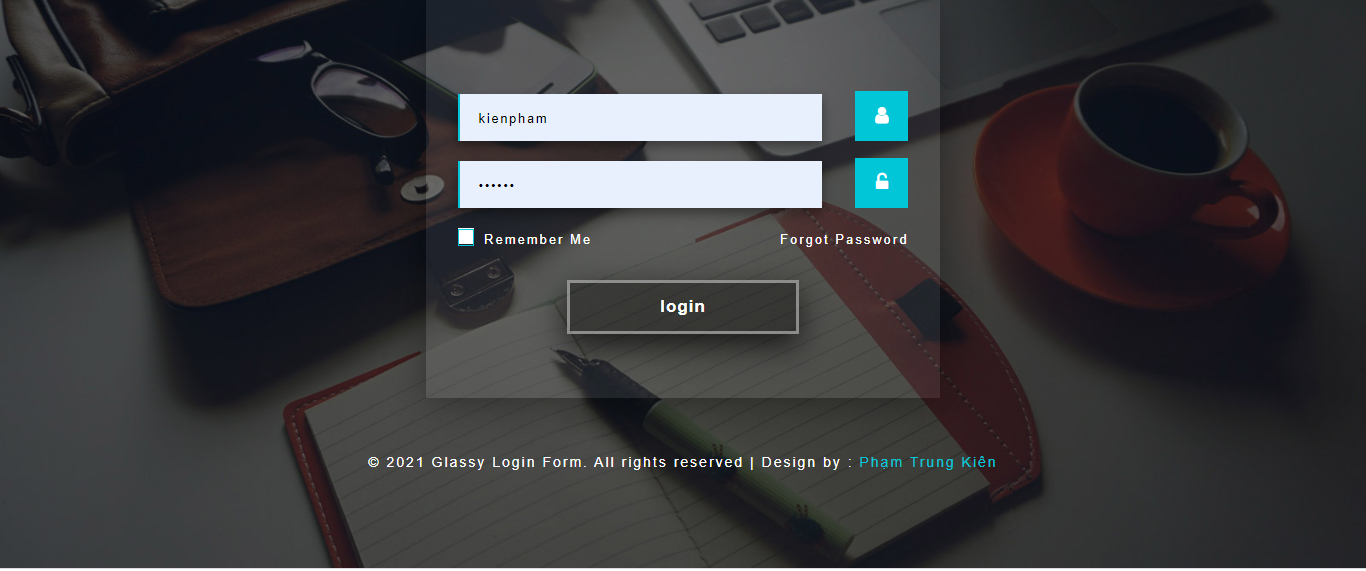 kienpham
••••••
Remember Me Forgot Password
login
© 2021 Glassy Login Form. All rights reserved | Design by : Phạm Trung Kiên